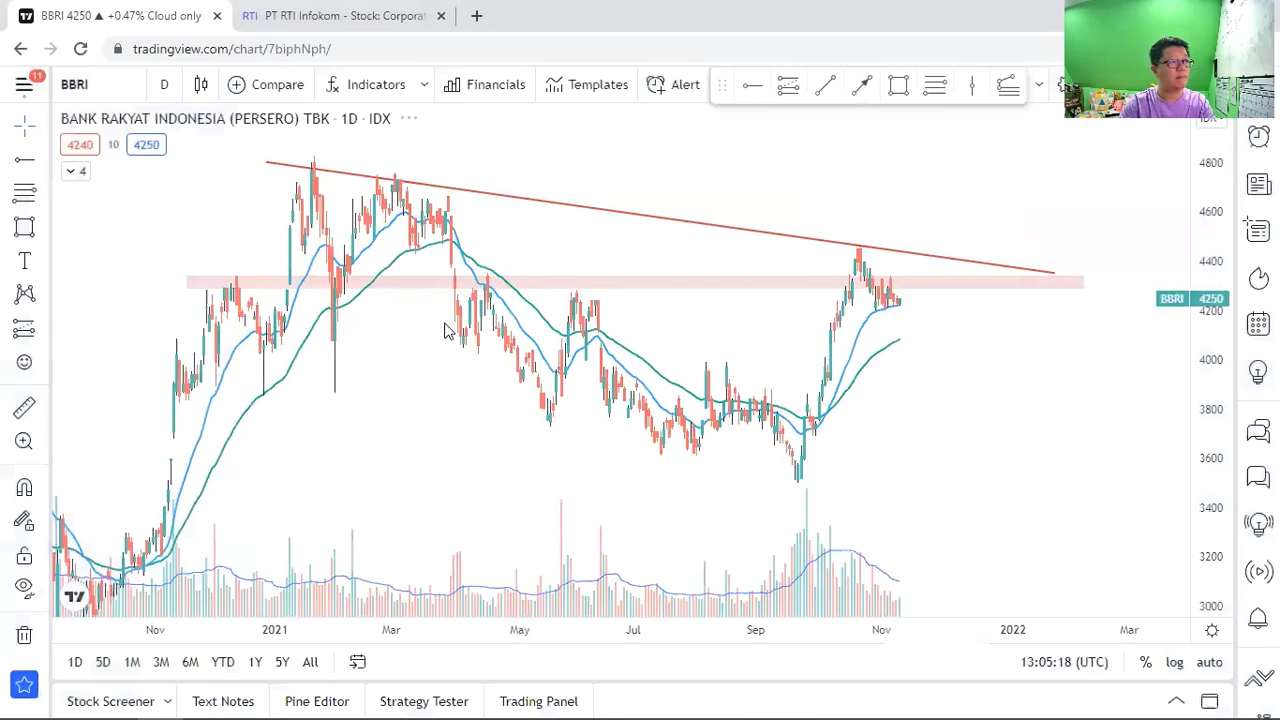 BBRI 4250 ▲ +0.47% Cloud only
RTI PT RTI Infokom - Stock: Corporat
tradingview.com/chart/7biphNph/
11
BBRI D Compare Indicators Financials Templates Alert
BANK RAKYAT INDONESIA (PERSERO) TBK · 1D · IDX ···
4240 10 4250
4
4800
4600
4400
BBRI 4250
4200
4000
3800
3600
3400
3200
3000
Nov 2021 Mar May Jul Sep Nov 2022 Mar
1D 5D 1M 3M 6M YTD 1Y 5Y All 13:05:18 (UTC) % log auto
Stock Screener Text Notes Pine Editor Strategy Tester Trading Panel